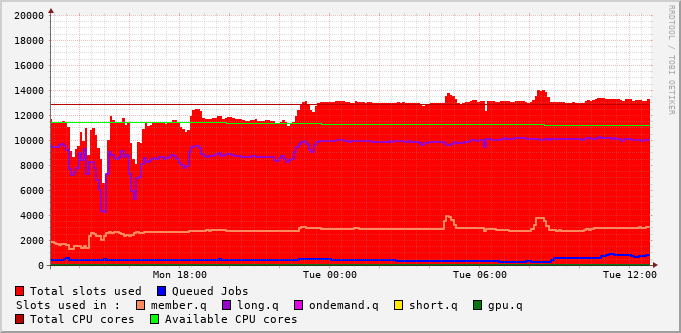 20000
18000
16000
14000
12000
10000
8000
6000
4000
2000
0
Mon 18:00 Tue 00:00 Tue 06:00 Tue 12:00
Total slots used Queued Jobs
Slots used in : member.q long.q ondemand.q short.q gpu.q
Total CPU cores Available CPU cores
RRDTOOL / TOBI OETIKER